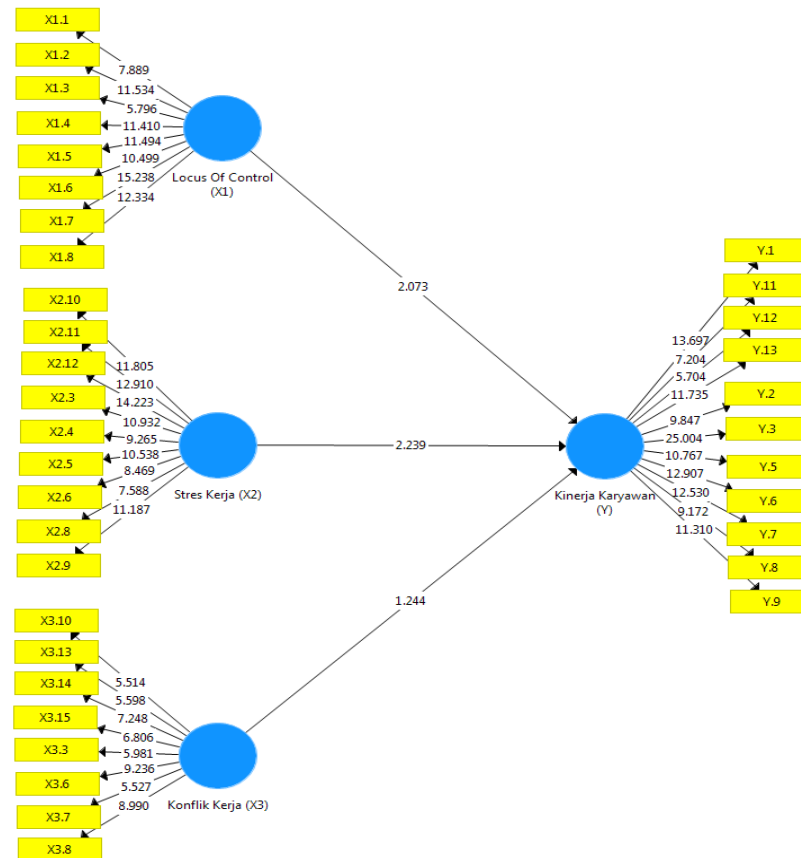 X1.1
X1.2
X1.3
X1.4
X1.5
X1.6
X1.7
X1.8
7.889
11.534
5.796
11.410
11.494
10.499
15.238
12.334
Locus Of Control
(X1)
2.073
X2.10
X2.11
X2.12
X2.3
X2.4
X2.5
X2.6
X2.8
X2.9
11.805
12.910
14.223
10.932
9.265
10.538
8.469
7.588
11.187
Stres Kerja (X2)
2.239
X3.10
X3.13
X3.14
X3.15
X3.3
X3.6
X3.7
X3.8
5.514
5.598
7.248
6.806
5.981
9.236
5.527
8.990
Konflik Kerja (X3)
1.244
Kinerja Karyawan
(Y)
13.697
7.204
5.704
11.735
9.847
25.004
10.767
12.907
12.530
9.172
11.310
Y.1
Y.11
Y.12
Y.13
Y.2
Y.3
Y.5
Y.6
Y.7
Y.8
Y.9